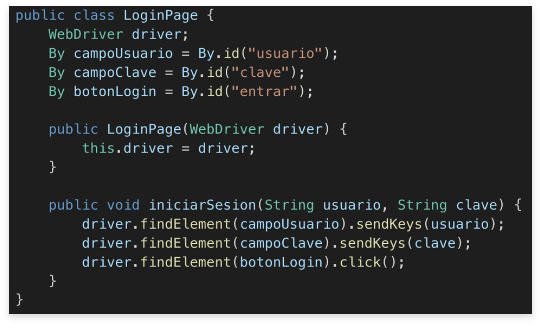 public class LoginPage {
    WebDriver driver;
    By campoUsuario = By.id("usuario");
    By campoClave = By.id("clave");
    By botonLogin = By.id("entrar");

    public LoginPage(WebDriver driver) {
        this.driver = driver;
    }

    public void iniciarSesion(String usuario, String clave) {
        driver.findElement(campoUsuario).sendKeys(usuario);
        driver.findElement(campoClave).sendKeys(clave);
        driver.findElement(botonLogin).click();
    }
}